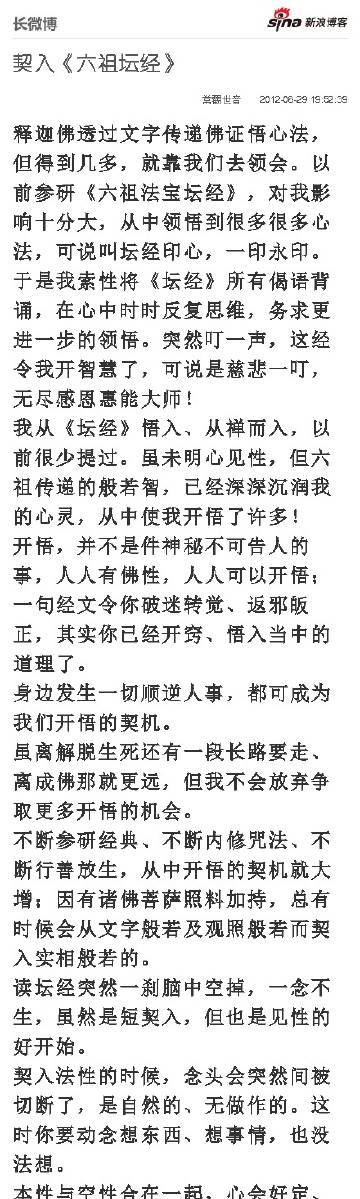 长微博
sina 新浪博客
契入《六祖坛经》
2012-06-29 19:52:39
释迦佛透过文字传递佛证悟心法，
但得到几多，就靠我们去领会。以
前参研《六祖法宝坛经》，对我影
响十分大，从中领悟到很多很多心
法，可说叫坛经印心，一印永印。
于是我索性将《坛经》所有偈语背
诵，在心中时时反复思维，务求更
进一步的领悟。突然叮一声，这经
令我开智慧了，可说是慈悲一叮，
无尽感恩惠能大师！
我从《坛经》悟入、从禅而入，以
前很少提过。虽未明心见性，但六
祖传递的般若智，已经深深沉润我
的心灵，从中使我开悟了许多！
开悟，并不是件神秘不可告人的
事，人人有佛性，人人可以开悟；
一句经文令你破迷转觉、返邪皈
正，其实你已经开窍、悟入当中的
道理了。
身边发生一切顺逆人事，都可成为
我们开悟的契机。
虽离解脱生死还有一段长路要走、
离成佛那就更远，但我不会放弃争
取更多开悟的机会。
不断参研经典、不断内修咒法、不
断行善放生，从中开悟的契机就大
增；因有诸佛菩萨照料加持，总有
时候会从文字般若及观照般若而契
入实相般若的。
读坛经突然一刹脑中空掉，一念不
生，虽然是短契入，但也是见性的
好开始。
契入法性的时候，念头会突然间被
切断了，是自然的、无做作的。这
时你要动念想东西、想事情，也没
法想。
本性与空性合在一起，心会好定、